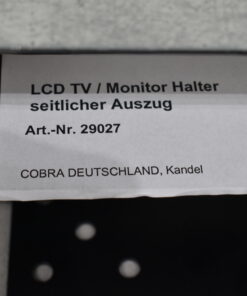 LCD TV / Monitor Halter
seitlicher Auszug
Art.-Nr. 29027
COBRA DEUTSCHLAND, Kandel